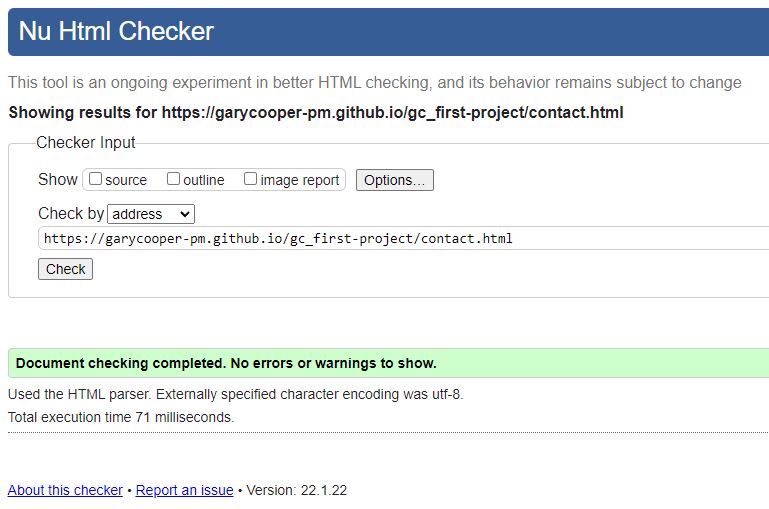 Nu Html Checker
This tool is an ongoing experiment in better HTML checking, and its behavior remains subject to change
Showing results for https://garycooper-pm.github.io/gc_first-project/contact.html
Checker Input
Show source outline image report Options...
Check by address
https://garycooper-pm.github.io/gc_first-project/contact.html
Check
Document checking completed. No errors or warnings to show.
Used the HTML parser. Externally specified character encoding was utf-8.
Total execution time 71 milliseconds.
About this checker • Report an issue • Version: 22.1.22